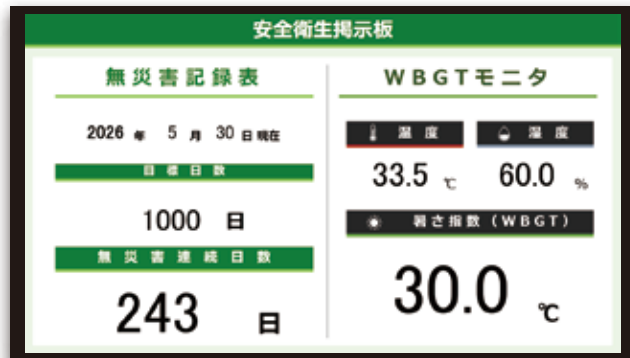 安全衛生掲示板
無災害記録表
2026 年 5 月 30 日 現在
目標日数
1000 日
無災害連続日数
243 日
WBGTモニタ
温度
33.5 ℃
湿度
60.0 %
暑さ指数（WBGT）
30.0 ℃